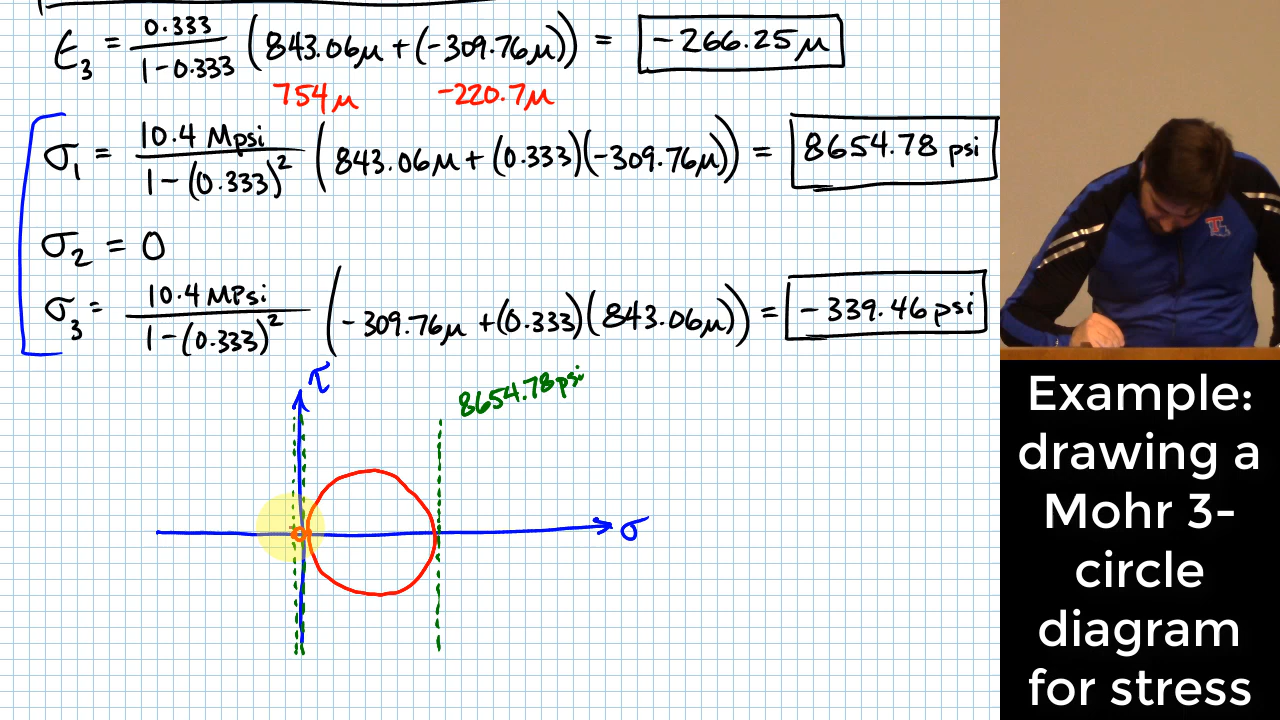 ϵ₃ = 0.333 / (1-0.333) (843.06μ + (-309.76μ)) = -266.25 μ
754μ -220.7μ
σ₁ = 10.4 Mpsi / (1-(0.333)²) (843.06μ + (0.333)(-309.76μ)) = 8654.78 psi
σ₂ = 0
σ₃ = 10.4 MPsi / (1-(0.333)²) (-309.76μ + (0.333)(843.06μ)) = -339.46 psi
τ
8654.78 psi
σ
Example:
drawing a
Mohr 3-
circle
diagram
for stress